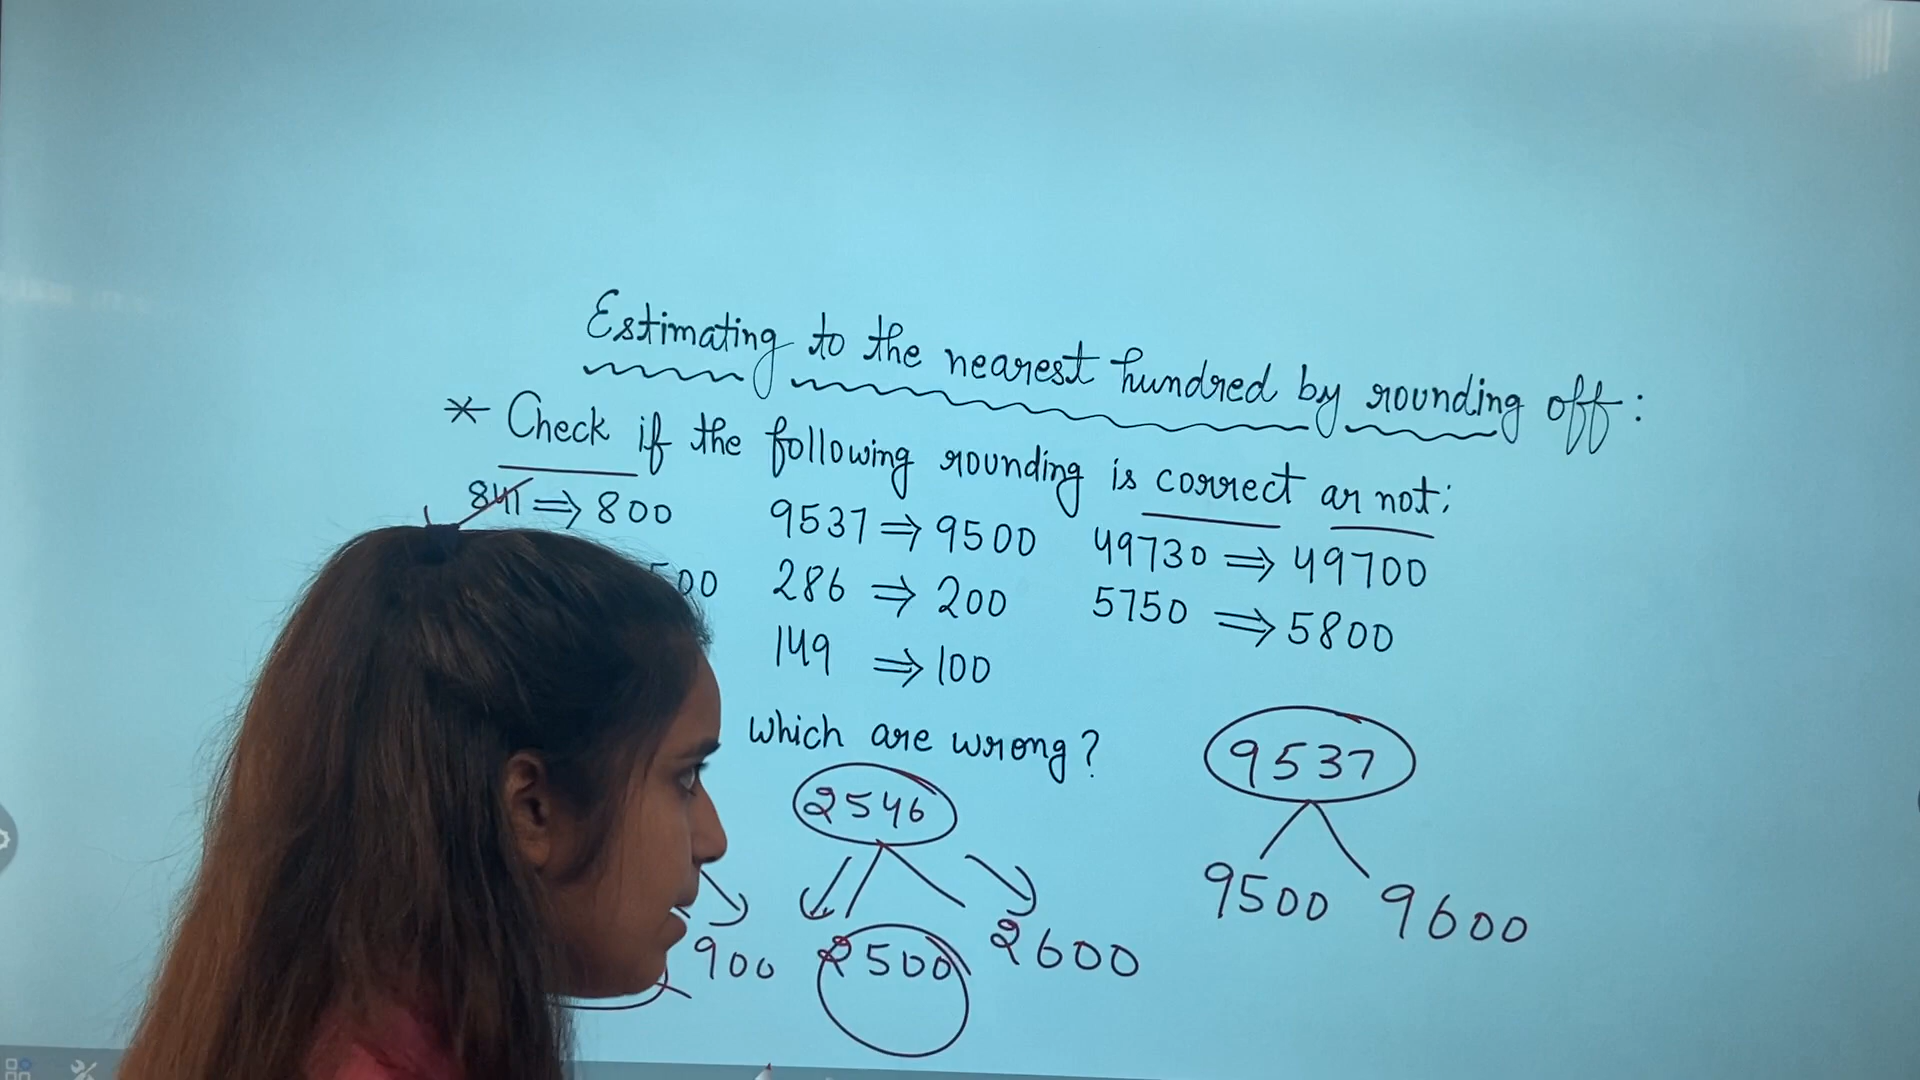 Estimating to the nearest hundred by rounding off:
* Check if the following rounding is correct or not:
841 ⇒ 800 9537 ⇒ 9500 49730 ⇒ 49700
500 286 ⇒ 200 5750 ⇒ 5800
149 ⇒ 100
Which are wrong?
2546 9537
900 2500 2600 9500 9600